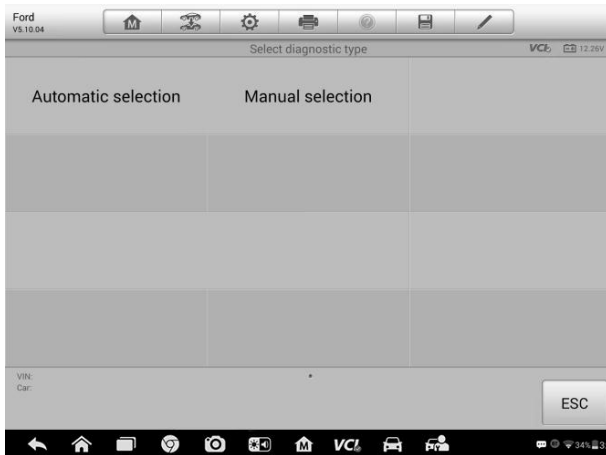 Ford
V5.10.04
Select diagnostic type
VCI
12.26V
Automatic selection
Manual selection
VIN:
Car:
ESC
VCI
34%